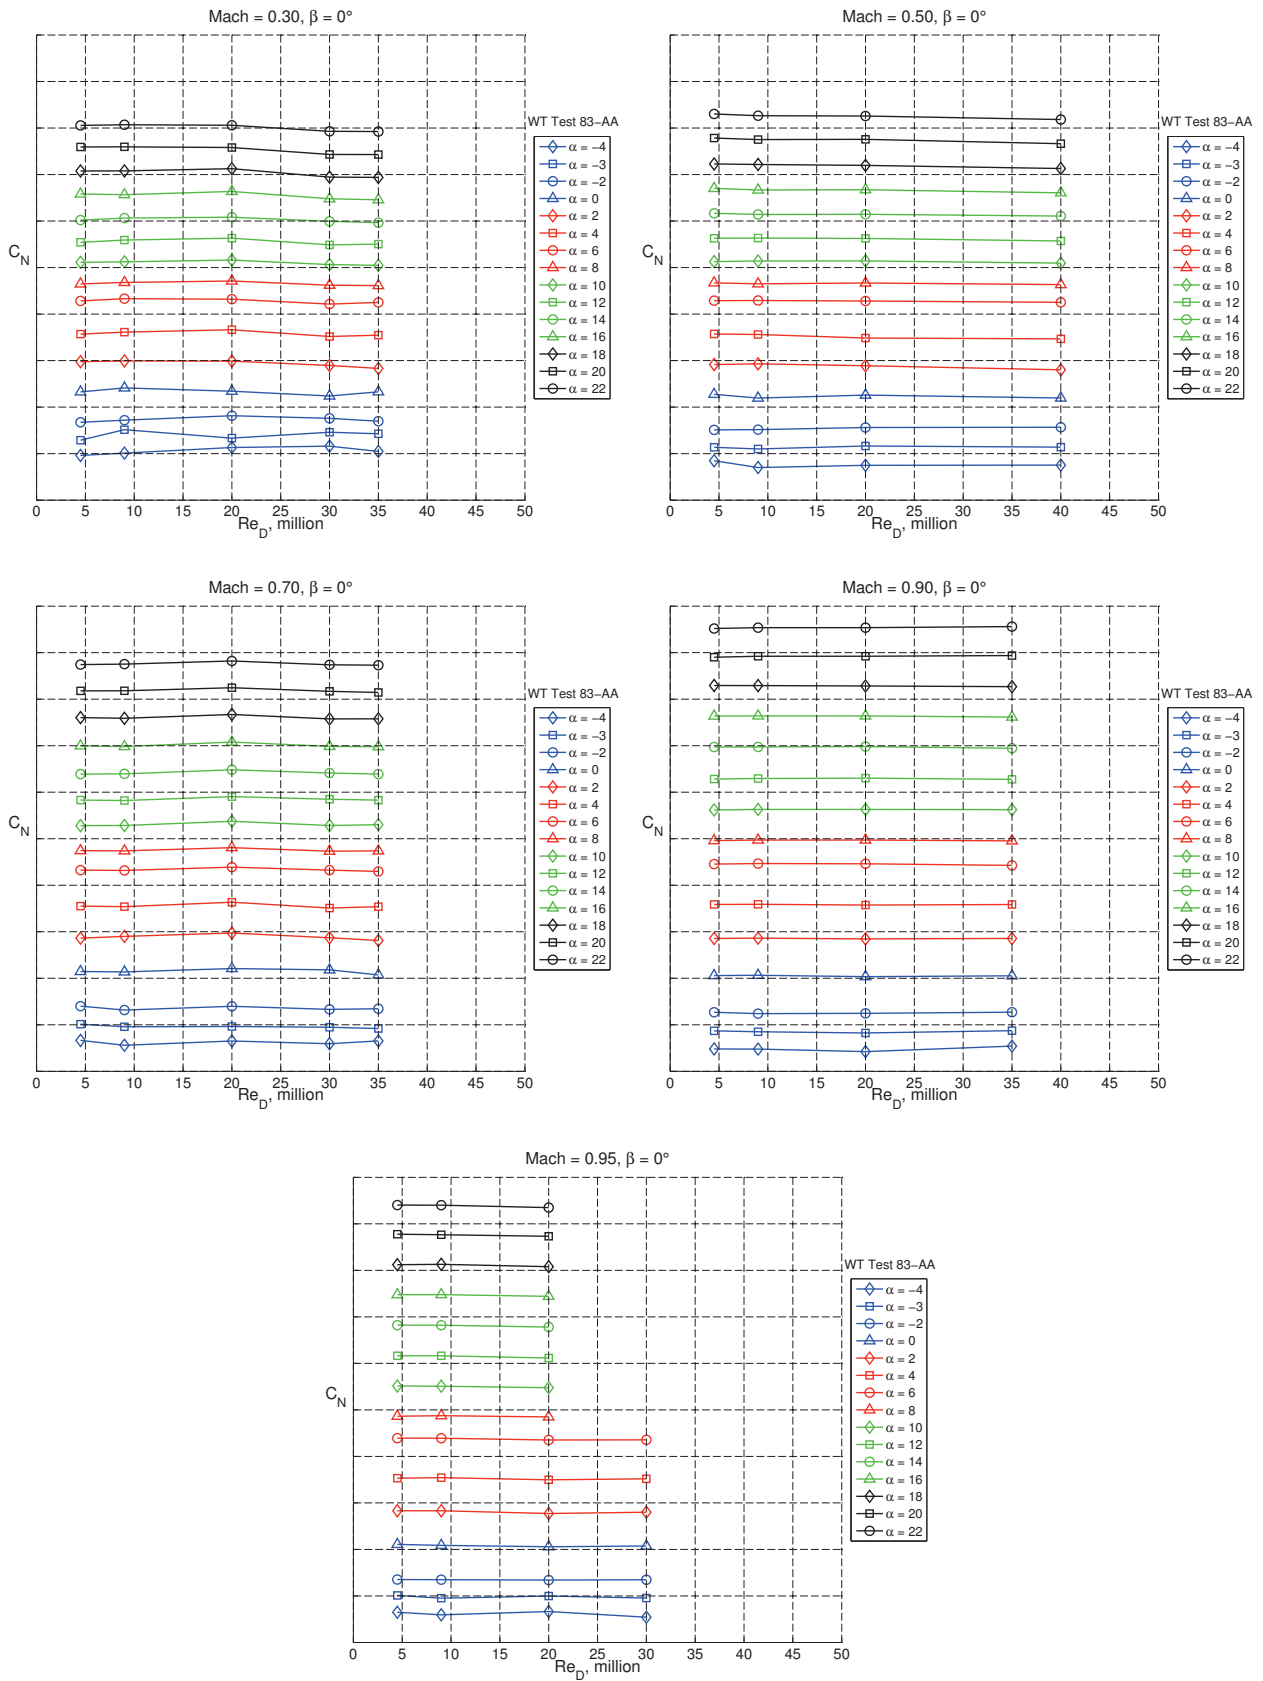 Mach = 0.30, β = 0°
C_N
0 5 10 15 20 25 30 35 40 45 50
Re_D, million
WT Test 83−AA
α = −4
α = −3
α = −2
α = 0
α = 2
α = 4
α = 6
α = 8
α = 10
α = 12
α = 14
α = 16
α = 18
α = 20
α = 22
Mach = 0.50, β = 0°
C_N
0 5 10 15 20 25 30 35 40 45 50
Re_D, million
WT Test 83−AA
α = −4
α = −3
α = −2
α = 0
α = 2
α = 4
α = 6
α = 8
α = 10
α = 12
α = 14
α = 16
α = 18
α = 20
α = 22
Mach = 0.70, β = 0°
C_N
0 5 10 15 20 25 30 35 40 45 50
Re_D, million
WT Test 83−AA
α = −4
α = −3
α = −2
α = 0
α = 2
α = 4
α = 6
α = 8
α = 10
α = 12
α = 14
α = 16
α = 18
α = 20
α = 22
Mach = 0.90, β = 0°
C_N
0 5 10 15 20 25 30 35 40 45 50
Re_D, million
WT Test 83−AA
α = −4
α = −3
α = −2
α = 0
α = 2
α = 4
α = 6
α = 8
α = 10
α = 12
α = 14
α = 16
α = 18
α = 20
α = 22
Mach = 0.95, β = 0°
C_N
0 5 10 15 20 25 30 35 40 45 50
Re_D, million
WT Test 83−AA
α = −4
α = −3
α = −2
α = 0
α = 2
α = 4
α = 6
α = 8
α = 10
α = 12
α = 14
α = 16
α = 18
α = 20
α = 22